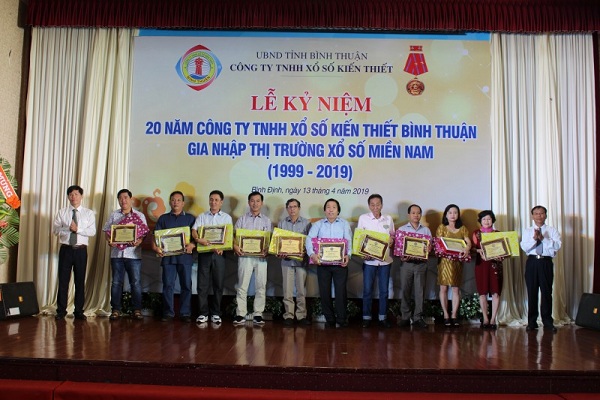 UBND TỈNH BÌNH THUẬN
CÔNG TY TNHH XỔ SỐ KIẾN THIẾT
LỄ KỶ NIỆM
20 NĂM CÔNG TY TNHH XỔ SỐ KIẾN THIẾT BÌNH THUẬN
GIA NHẬP THỊ TRƯỜNG XỔ SỐ MIỀN NAM
(1999 - 2019)
Bình Định, ngày 13 tháng 4 năm 2019